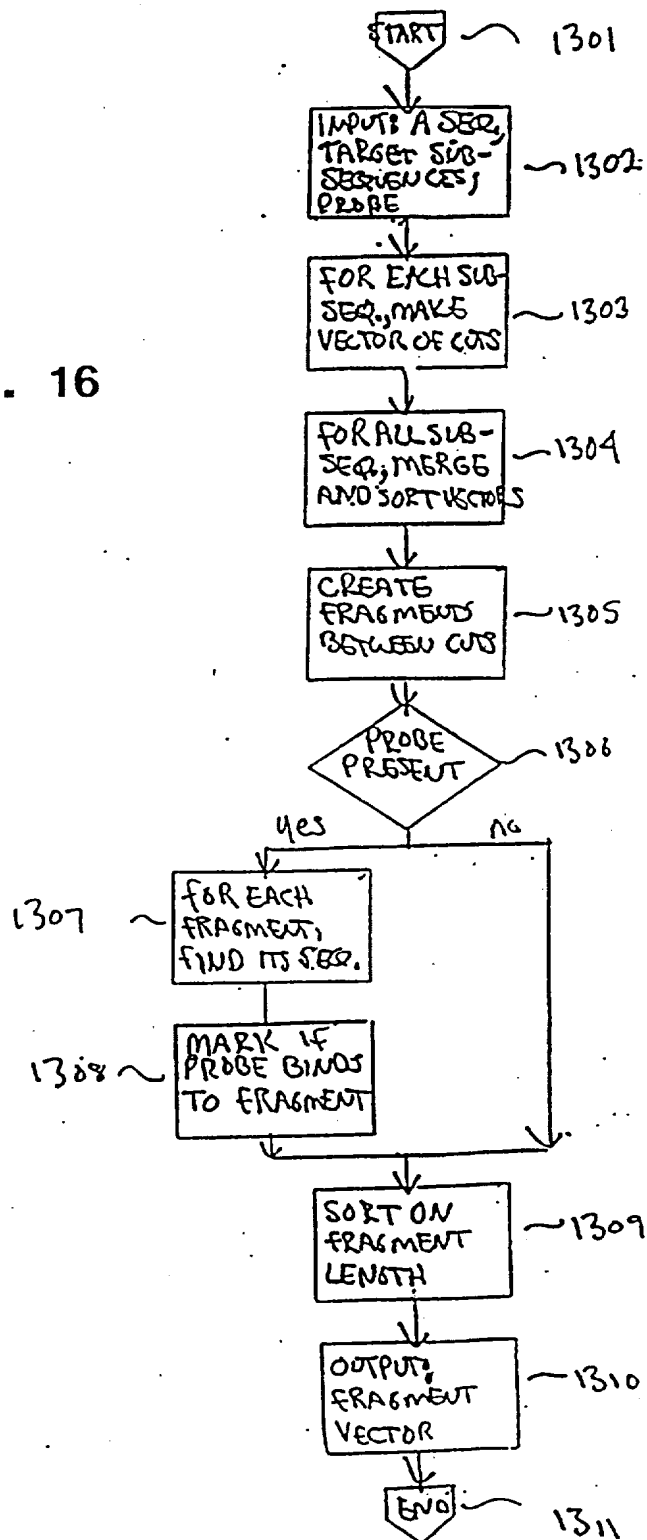 START 1301
INPUT: A SEQ,
TARGET SUB-
SEQUENCES,
PROBE
1302
FOR EACH SUB-
SEQ., MAKE
VECTOR OF CUTS
1303
. 16
FOR ALL SUB-
SEQ, MERGE
AND SORT VECTORS
1304
CREATE
FRAGMENTS
BETWEEN CUTS
1305
PROBE
PRESENT
1306
yes no
1307
FOR EACH
FRAGMENT,
FIND ITS SEQ.
1308
MARK IF
PROBE BINDS
TO FRAGMENT
SORT ON
FRAGMENT
LENGTH
1309
OUTPUT:
FRAGMENT
VECTOR
1310
END 1311